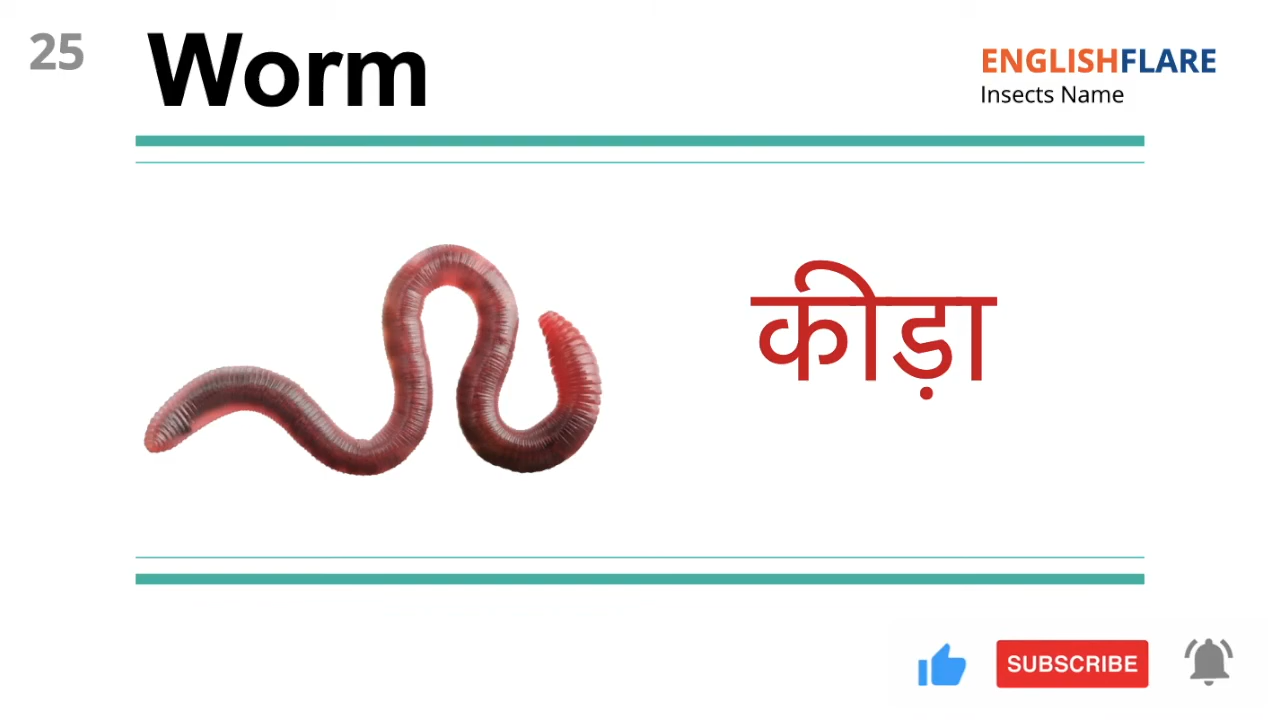 25
Worm
ENGLISHFLARE
Insects Name
कीड़ा
SUBSCRIBE